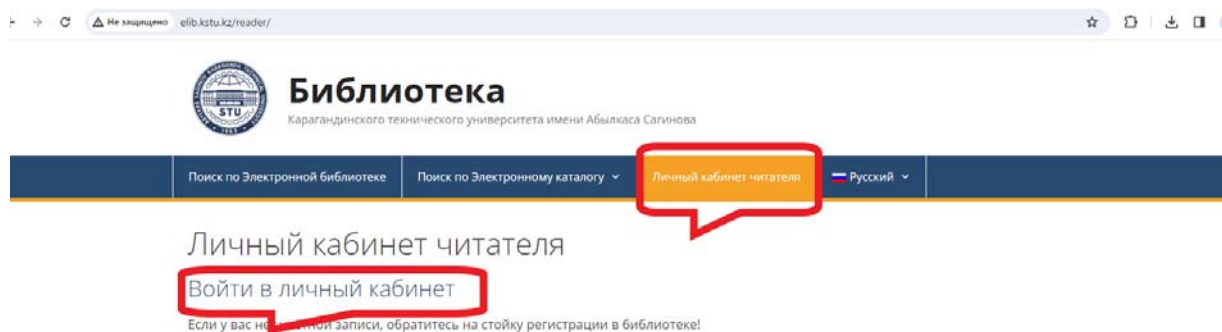 Не защищено elib.kstu.kz/reader/
STU
Библиотека
Карагандинского технического университета имени Абылкаса Сагинова
Поиск по Электронной библиотеке Поиск по Электронному каталогу Личный кабинет читателя Русский
Личный кабинет читателя
Войти в личный кабинет
Если у вас записи, обратитесь на стойку регистрации в библиотеке!